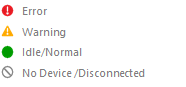 Error
Warning
Idle/Normal
No Device /Disconnected